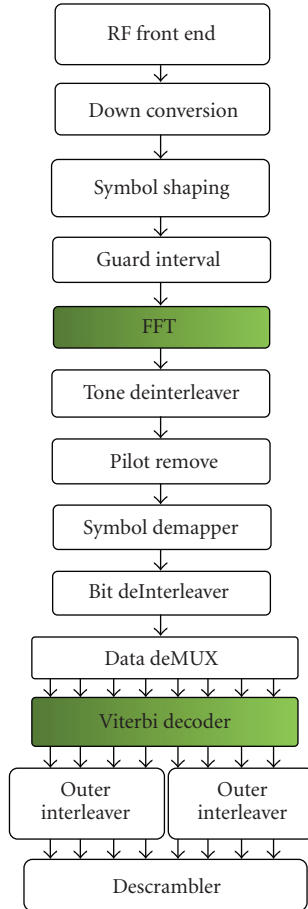 RF front end
Down conversion
Symbol shaping
Guard interval
FFT
Tone deinterleaver
Pilot remove
Symbol demapper
Bit deInterleaver
Data deMUX
Viterbi decoder
Outer
interleaver
Outer
interleaver
Descrambler